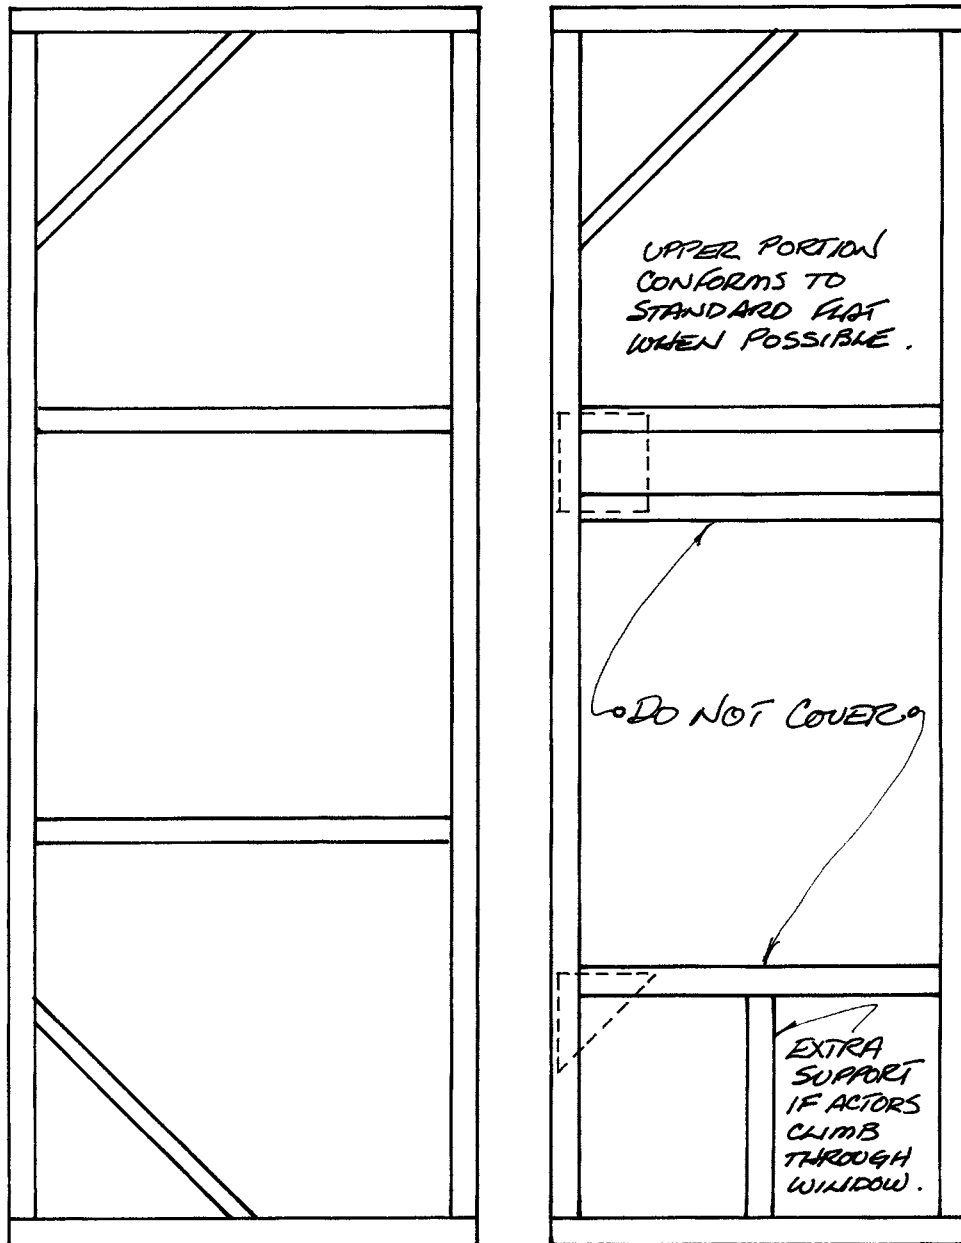 UPPER PORTION
CONFORMS TO
STANDARD FLAT
WHEN POSSIBLE.
DO NOT COVER
EXTRA
SUPPORT
IF ACTORS
CLIMB
THROUGH
WINDOW.